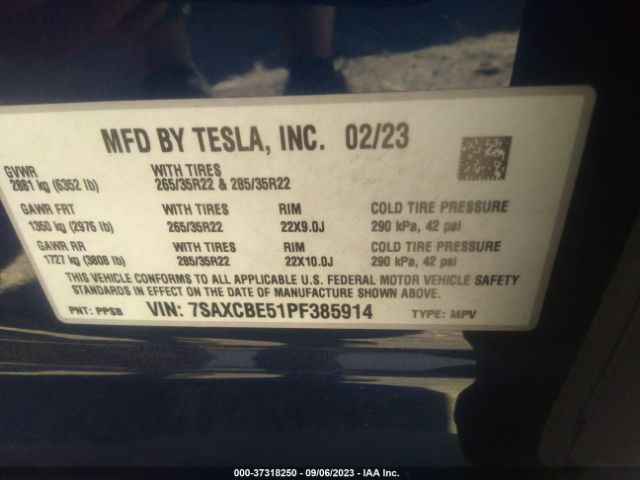 MFD BY TESLA, INC. 02/23
GVWR WITH TIRES
2881 kg (6352 lb) 265/35R22 & 285/35R22
GAWR FRT WITH TIRES RIM COLD TIRE PRESSURE
1350 kg (2976 lb) 265/35R22 22X9.0J 290 kPa, 42 psi
GAWR RR WITH TIRES RIM COLD TIRE PRESSURE
1727 kg (3808 lb) 285/35R22 22X10.0J 290 kPa, 42 psi
THIS VEHICLE CONFORMS TO ALL APPLICABLE U.S. FEDERAL MOTOR VEHICLE SAFETY
STANDARDS IN EFFECT ON THE DATE OF MANUFACTURE SHOWN ABOVE.
PNT: PPSB VIN: 7SAXCBE51PF385914 TYPE: MPV
000-37318250 - 09/06/2023 - IAA Inc.